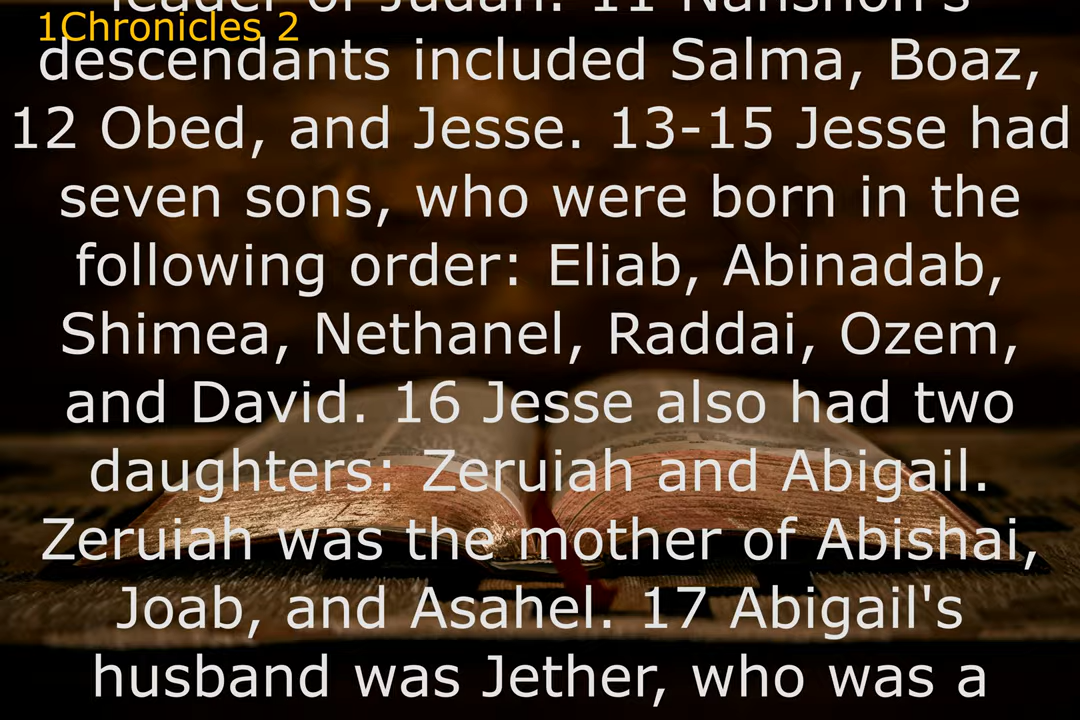 leader of Judah. 11 Nahshon's
1Chronicles 2
descendants included Salma, Boaz,
12 Obed, and Jesse. 13-15 Jesse had
seven sons, who were born in the
following order: Eliab, Abinadab,
Shimea, Nethanel, Raddai, Ozem,
and David. 16 Jesse also had two
daughters: Zeruiah and Abigail.
Zeruiah was the mother of Abishai,
Joab, and Asahel. 17 Abigail's
husband was Jether, who was a